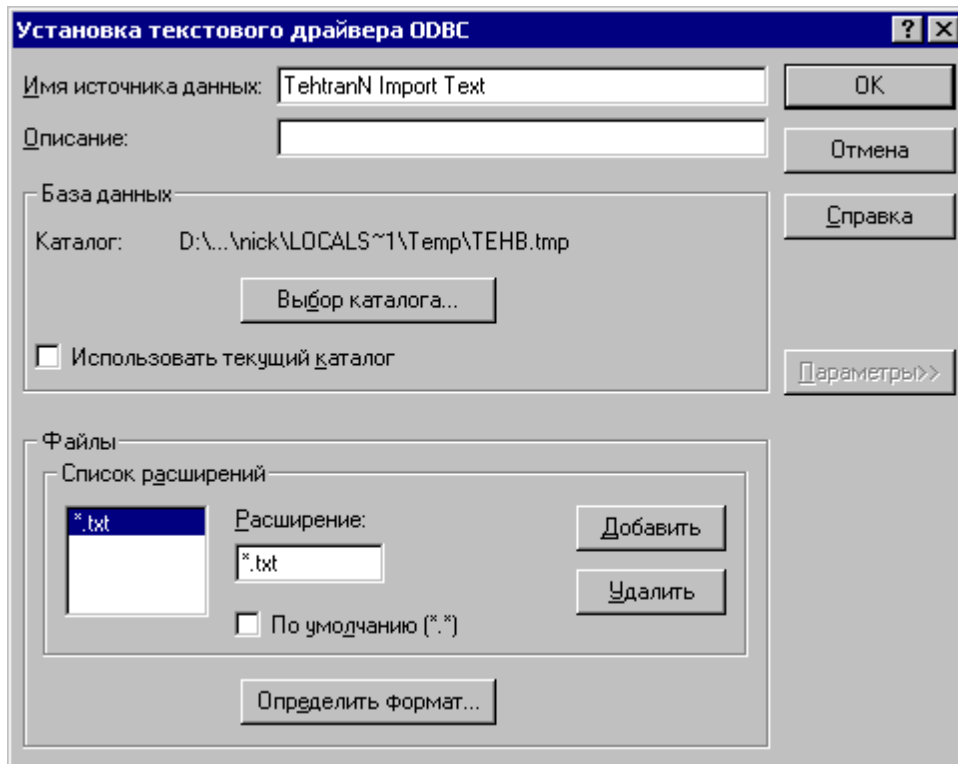 Установка текстового драйвера ODBC
Имя источника данных: TehtranN Import Text
OK
Описание:
Отмена
База данных
Справка
Каталог: D:\...\nick\LOCALS~1\Temp\TEHB.tmp
Выбор каталога...
Использовать текущий каталог
Параметры>>
Файлы
Список расширений
*.txt
Расширение:
*.txt
Добавить
Удалить
По умолчанию (*.*)
Определить формат...